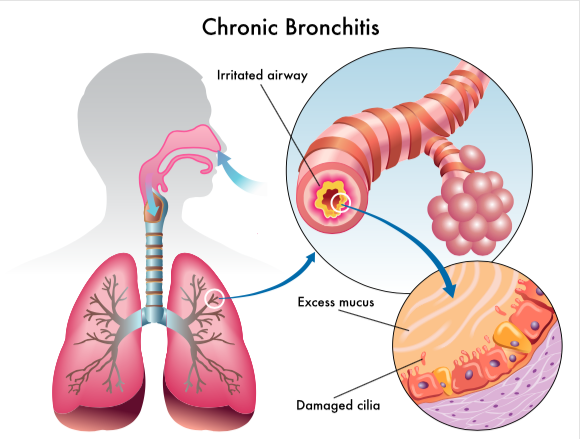 Chronic Bronchitis
Irritated airway
Excess mucus
Damaged cilia